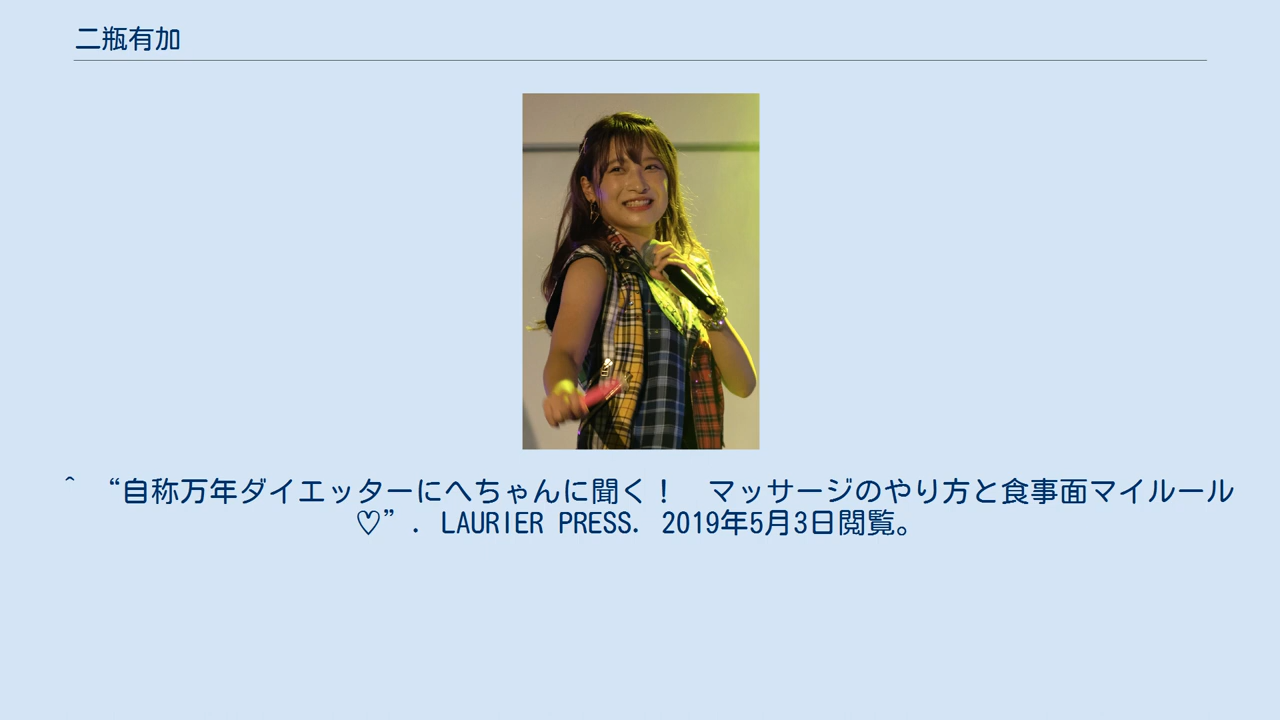 二瓶有加
^ “自称万年ダイエッターにへちゃんに聞く！　マッサージのやり方と食事面マイルール
♡”. LAURIER PRESS. 2019年5月3日閲覧。